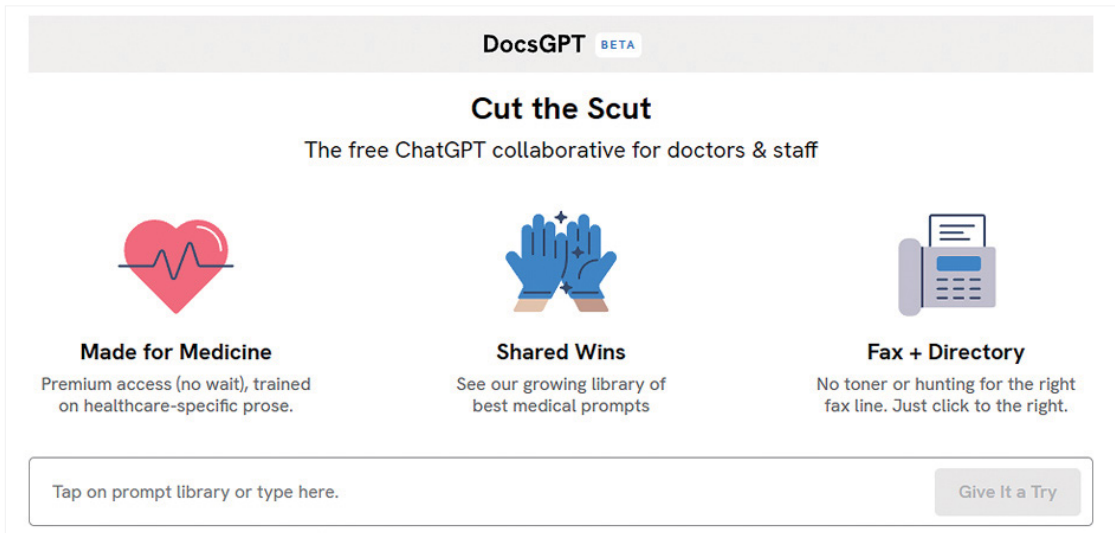 DocsGPT BETA
Cut the Scut
The free ChatGPT collaborative for doctors & staff
Made for Medicine
Premium access (no wait), trained
on healthcare-specific prose.
Shared Wins
See our growing library of
best medical prompts
Fax + Directory
No toner or hunting for the right
fax line. Just click to the right.
Tap on prompt library or type here.
Give It a Try